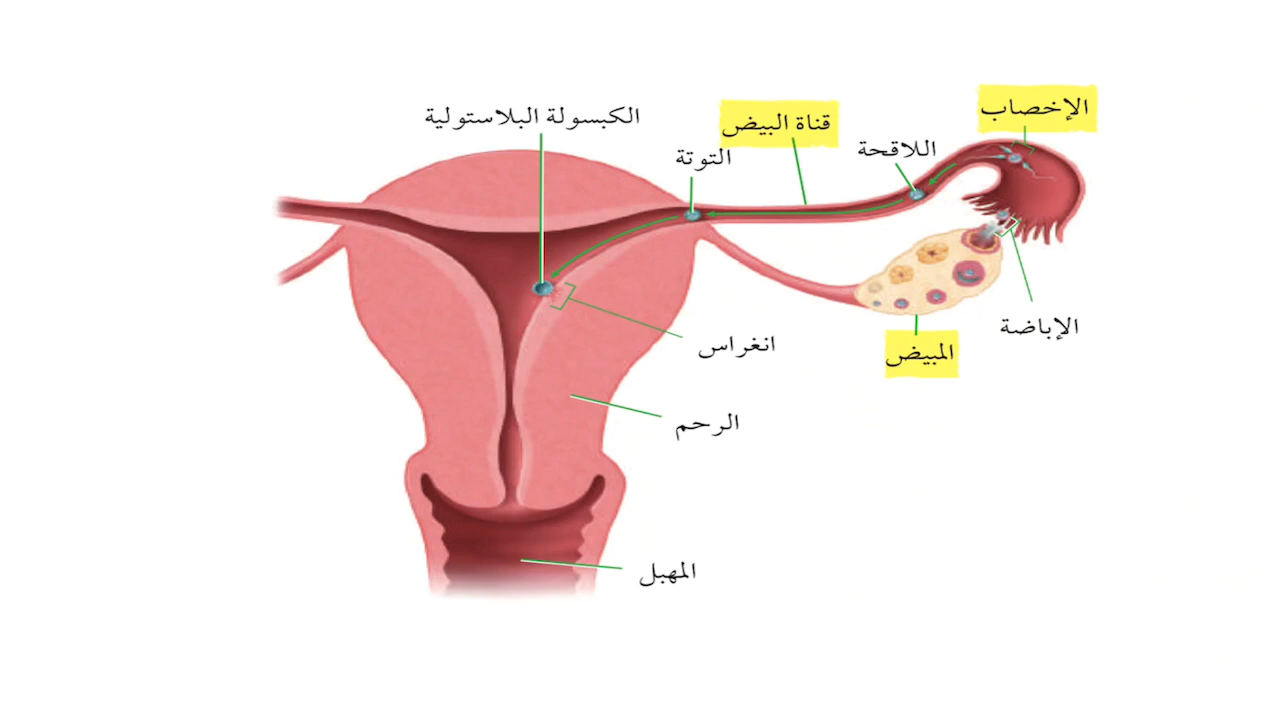 الإخصاب
قناة البيض
الكبسولة البلاستولية
اللاقحة
التوتة
الإباضة
انغراس
المبيض
الرحم
المهبل